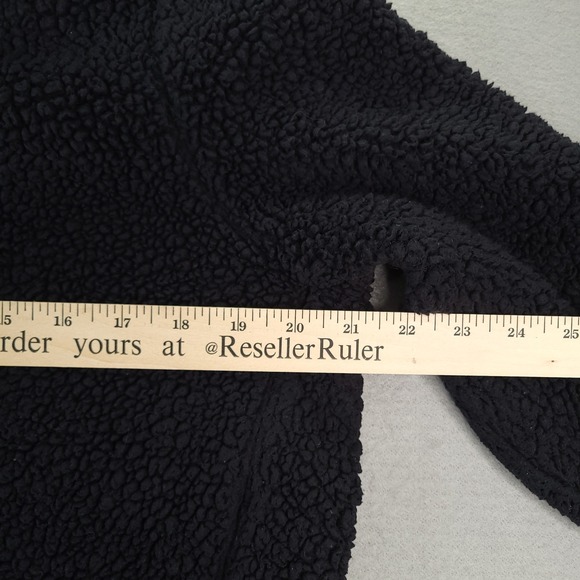 15 16 17 18 19 20 21 22 23 24 25
rder yours at @ResellerRuler